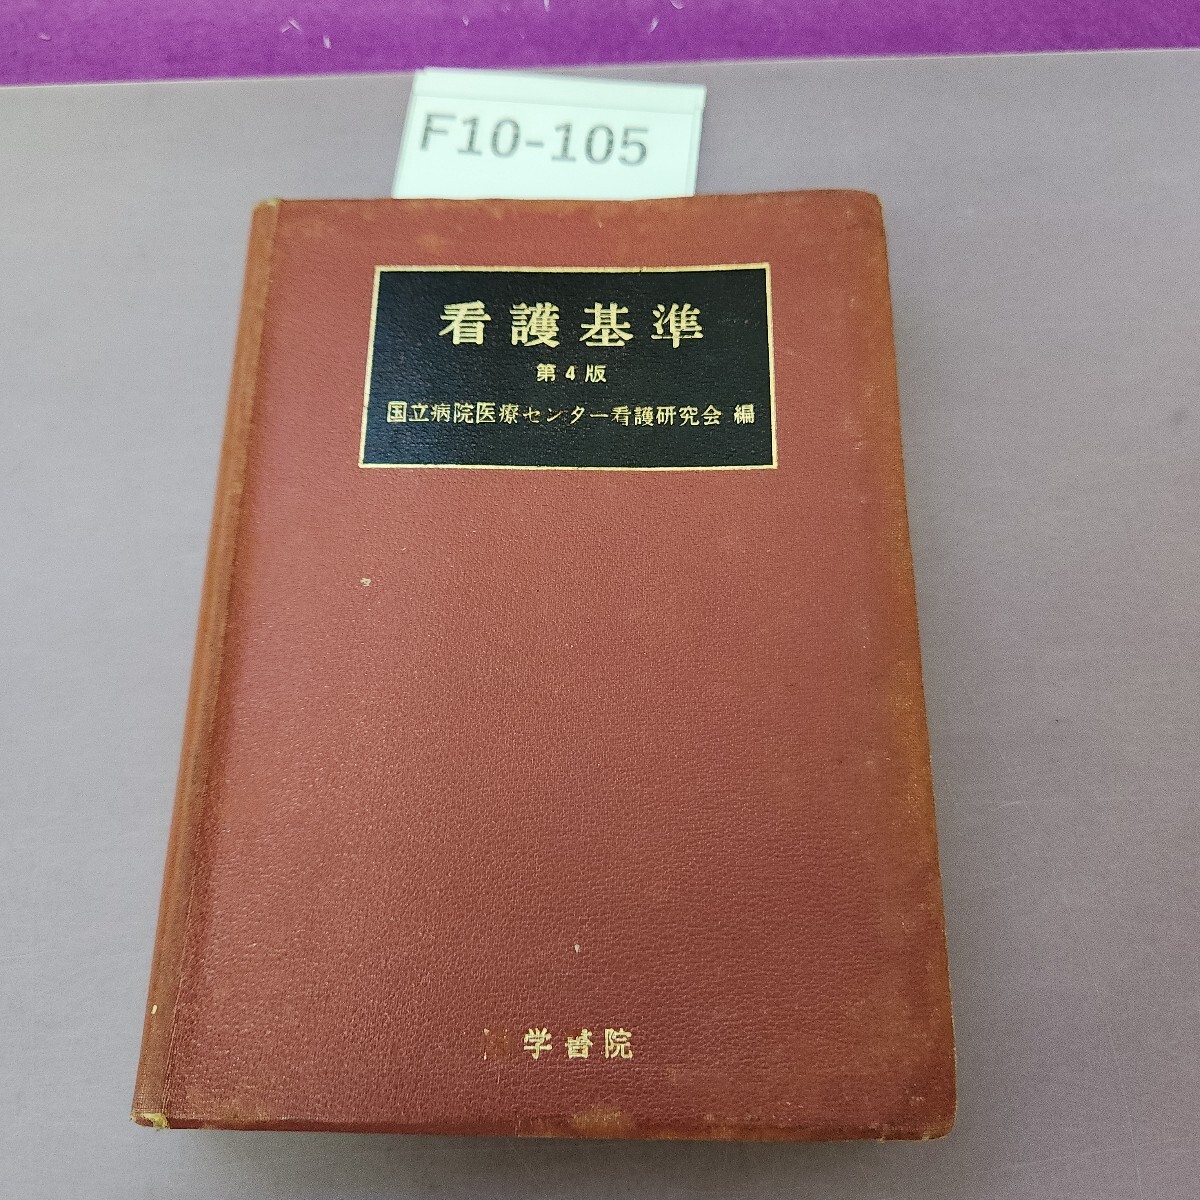 F10-105
看護基準
第4版
国立病院医療センター看護研究会 編
学書院